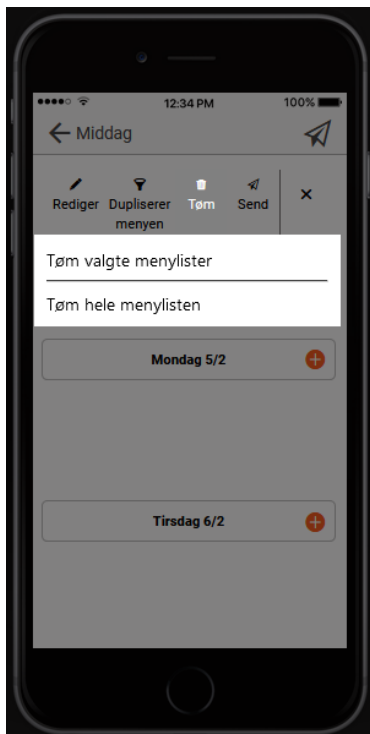 12:34 PM 100%
Middag
Rediger Dupliserer Tøm Send
menyen
Tøm valgte menylister
Tøm hele menylisten
Mondag 5/2
Tirsdag 6/2